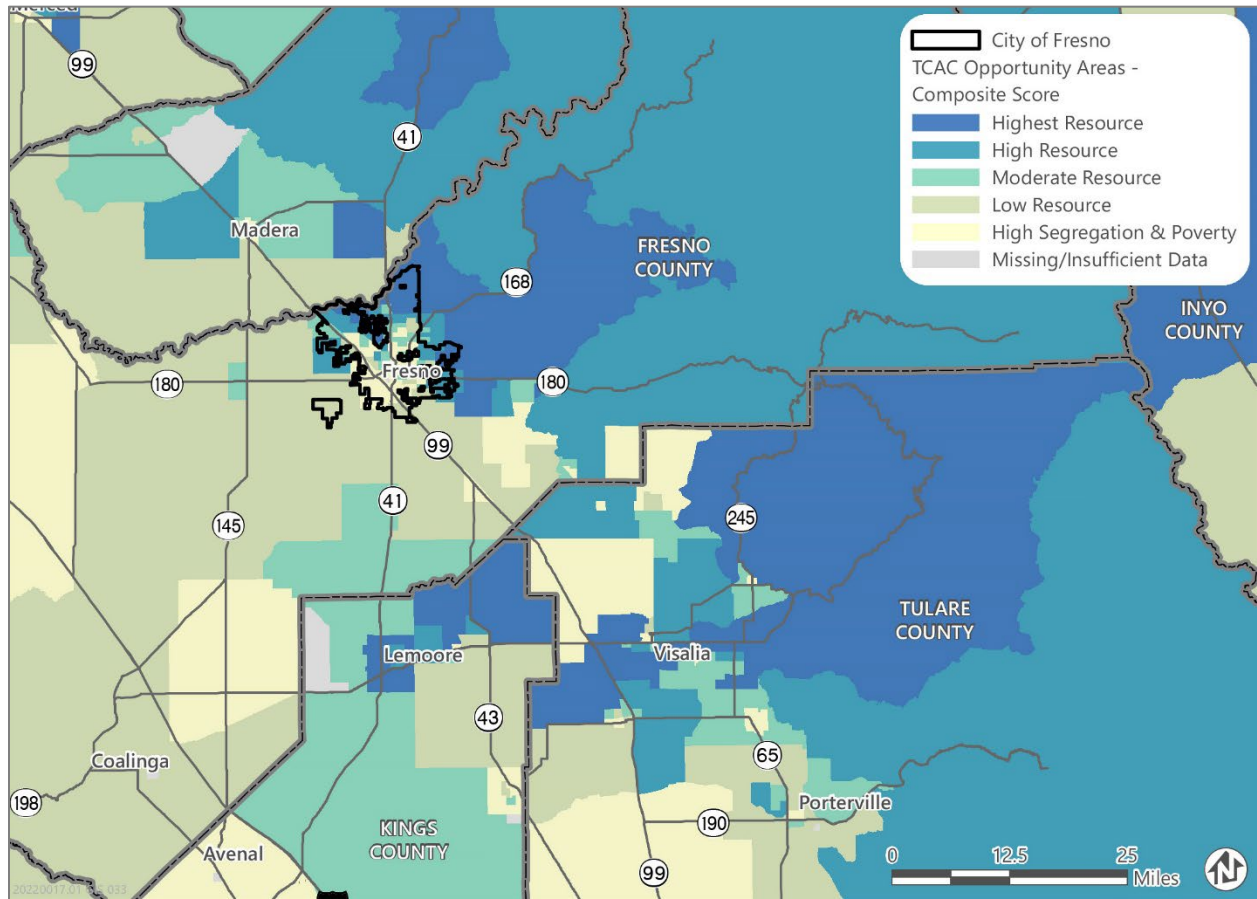 Merced
City of Fresno
TCAC Opportunity Areas -
Composite Score
Highest Resource
High Resource
Moderate Resource
Low Resource
High Segregation & Poverty
Missing/Insufficient Data
99
41
Madera
FRESNO
COUNTY
168
INYO
COUNTY
Fresno
180
180
99
41
145
245
TULARE
COUNTY
Lemoore
Visalia
43
Coalinga
65
198
Porterville
190
KINGS
COUNTY
Avenal
99
0
12.5
25
Miles
N